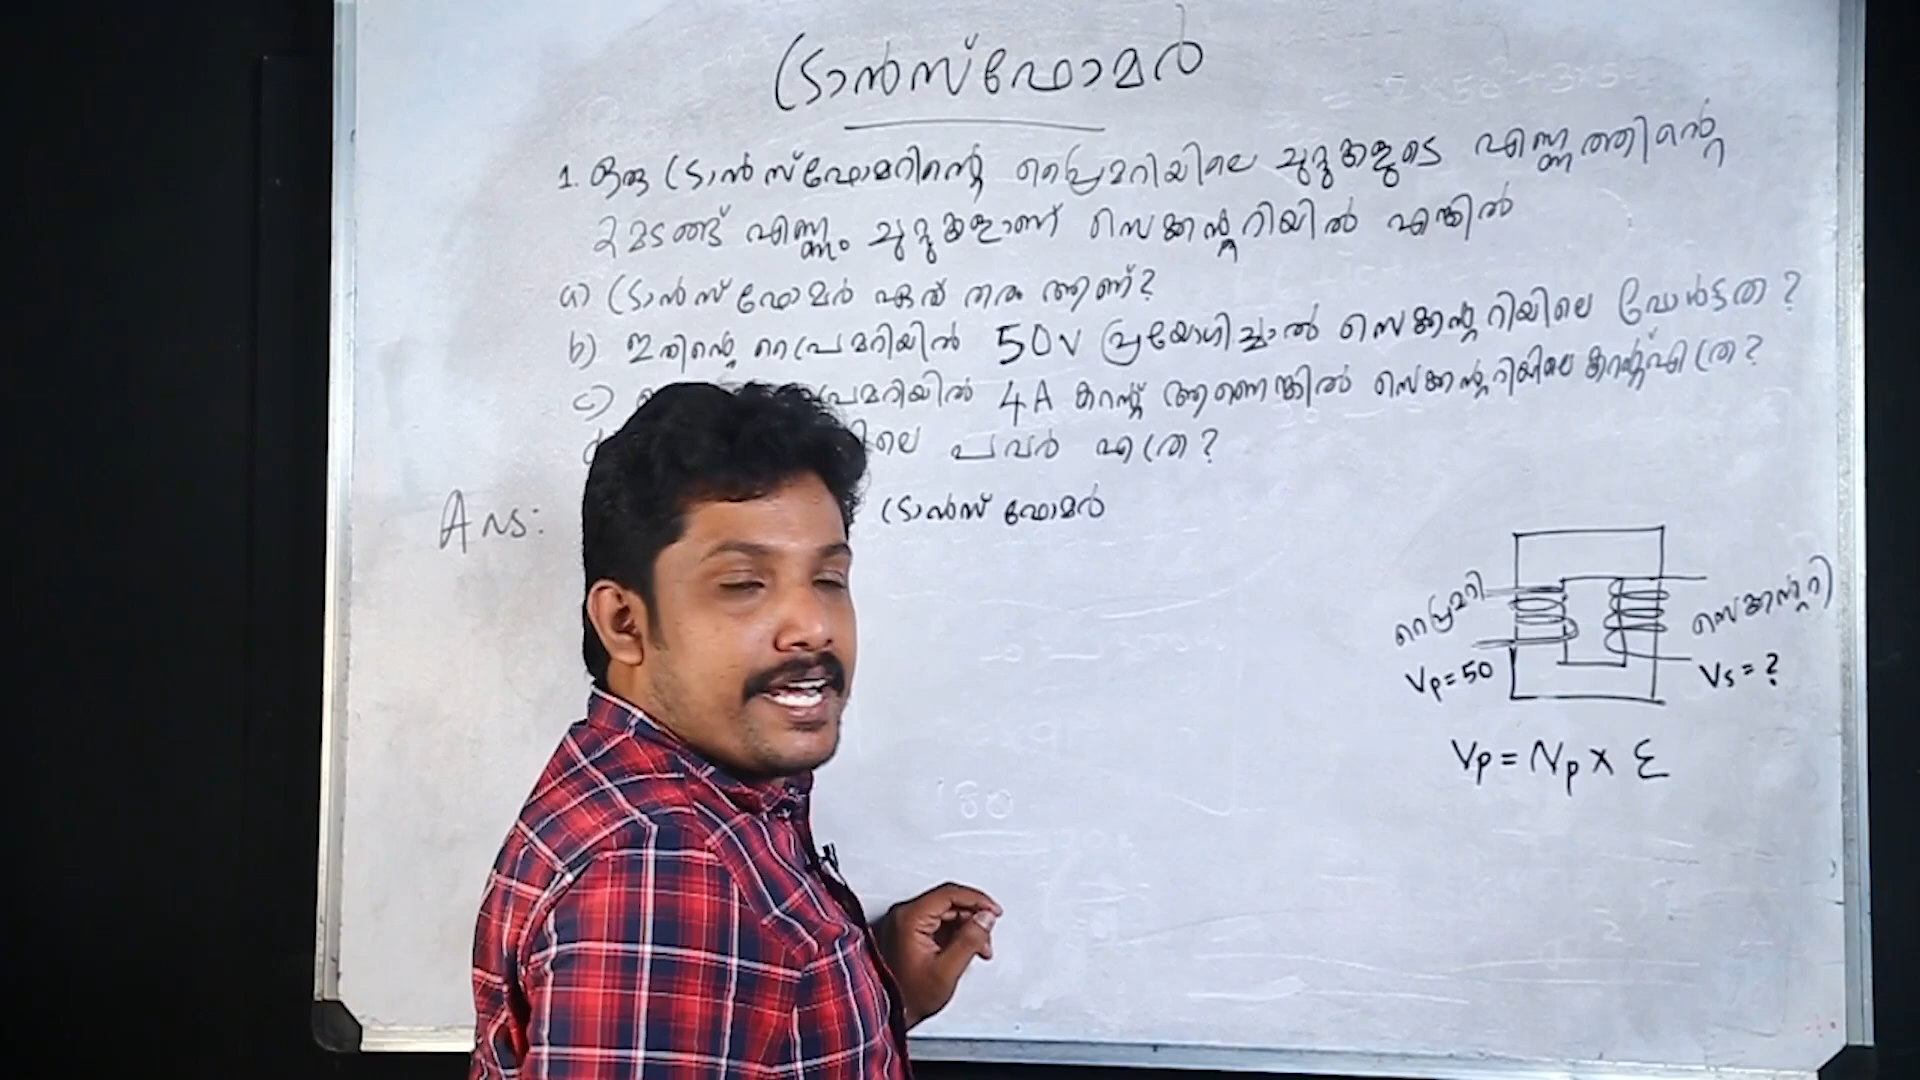 ട്രാൻസ്ഫോമർ
1. ഒരു ട്രാൻസ്ഫോമറിന്റെ പ്രൈമറിയിലെ ചുറ്റുകളുടെ എണ്ണത്തിന്റെ
മടങ്ങ് എണ്ണം ചുറ്റുകളാണ് സെക്കന്ററിയിൽ എങ്കിൽ
a) ട്രാൻസ്ഫോമർ ഏത് തരം ആണ്?
b) ഇതിന്റെ പ്രൈമറിയിൽ 50V പ്രയോഗിച്ചാൽ സെക്കന്ററിയിലെ വോൾട്ടത?
c) പ്രൈമറിയിൽ 4A കറന്റ് ആണെങ്കിൽ സെക്കന്ററിയിലെ കറന്റ് എത്ര?
പവർ എത്ര?
Ans: ട്രാൻസ്ഫോമർ
പ്രൈമറി
സെക്കന്ററി
Vp=50
Vs=?
Vp = Np x ε